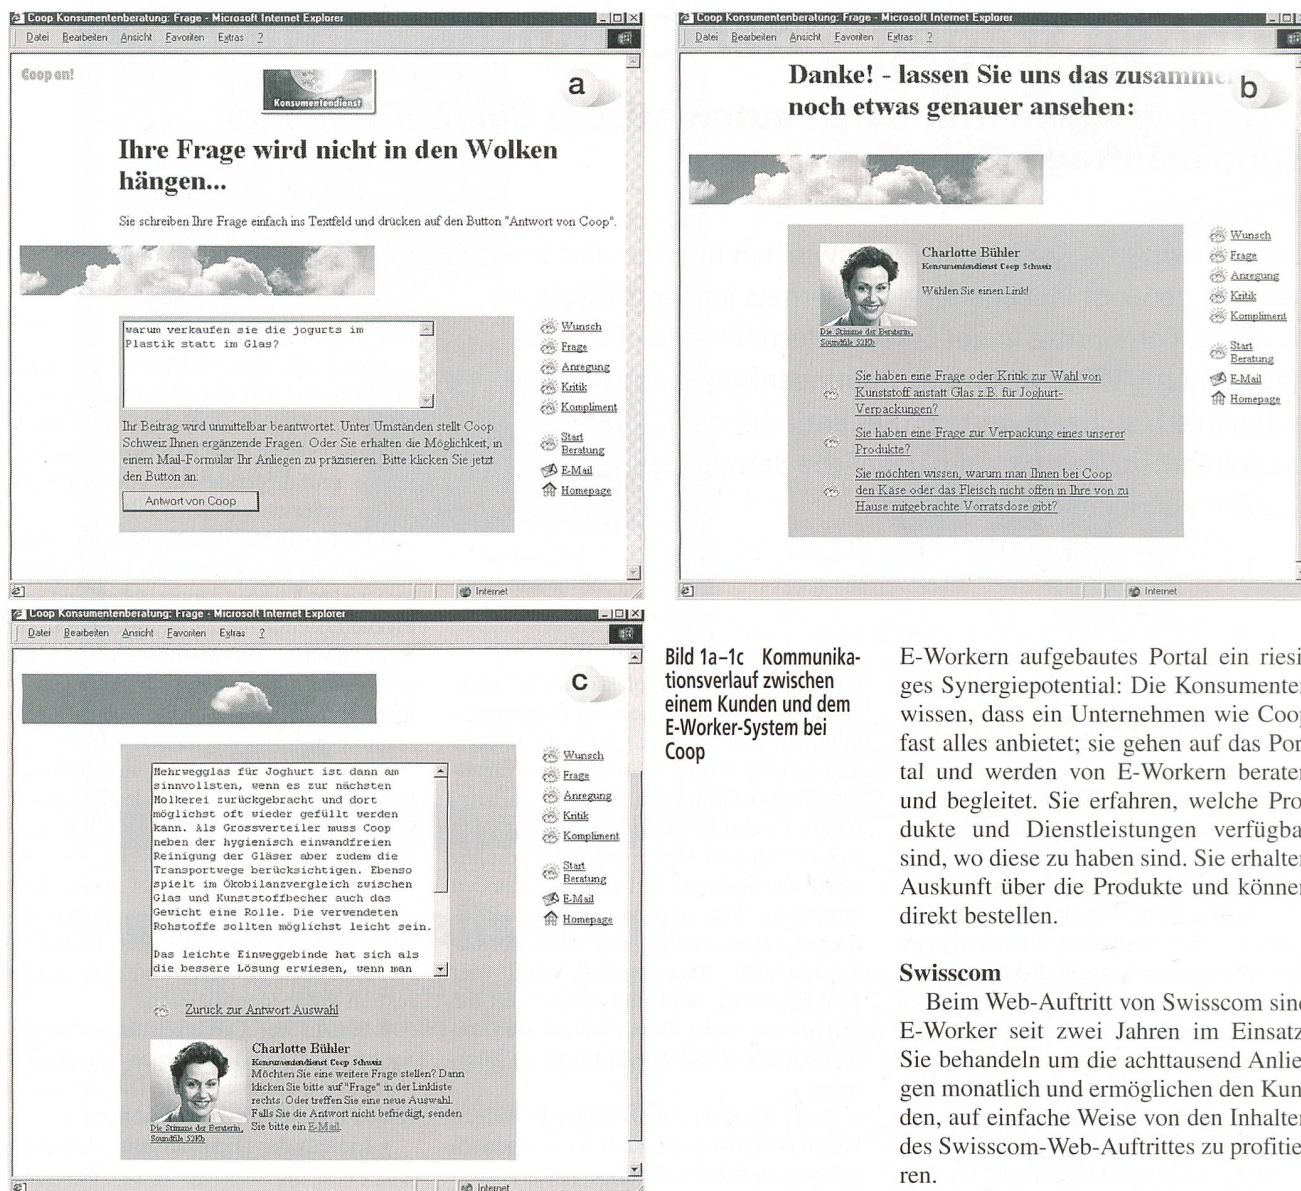 Coop Konsumentenberatung: Frage - Microsoft Internet Explorer
Datei Bearbeiten Ansicht Favoriten Extras ?
Coop on!
Konsumentendienst
a
Ihre Frage wird nicht in den Wolken
hängen...
Sie schreiben Ihre Frage einfach ins Textfeld und drücken auf den Button "Antwort von Coop".
warum verkaufen sie die jogurts im
Plastik statt im Glas?
Ihr Beitrag wird unmittelbar beantwortet. Unter Umständen stellt Coop
Schweiz Ihnen ergänzende Fragen. Oder Sie erhalten die Möglichkeit, in
einem Mail-Formular Ihr Anliegen zu präzisieren. Bitte klicken Sie jetzt
den Button an:
Antwort von Coop
Wunsch
Frage
Anregung
Kritik
Kompliment
Start
Beratung
E-Mail
Homepage
Internet
Coop Konsumentenberatung: Frage - Microsoft Internet Explorer
Datei Bearbeiten Ansicht Favoriten Extras ?
Danke! - lassen Sie uns das zusamme
noch etwas genauer ansehen:
b
Charlotte Bühler
Konsumentendienst Coop Schweiz
Wählen Sie einen Link!
Die Stimme der Beraterin,
Soundfile 52Kb
Sie haben eine Frage oder Kritik zur Wahl von
Kunststoff anstatt Glas z.B. für Joghurt-
Verpackungen?
Sie haben eine Frage zur Verpackung eines unserer
Produkte?
Sie möchten wissen, warum man Ihnen bei Coop
den Käse oder das Fleisch nicht offen in Ihre von zu
Hause mitgebrachte Vorratsdose gibt?
Wunsch
Frage
Anregung
Kritik
Kompliment
Start
Beratung
E-Mail
Homepage
Internet
Coop Konsumentenberatung: Frage - Microsoft Internet Explorer
Datei Bearbeiten Ansicht Favoriten Extras ?
c
Mehrwegglas für Joghurt ist dann am
sinnvollsten, wenn es zur nächsten
Molkerei zurückgebracht und dort
möglichst oft wieder gefüllt werden
kann. Als Grossverteiler muss Coop
neben der hygienisch einwandfreien
Reinigung der Gläser aber zudem die
Transportwege berücksichtigen. Ebenso
spielt im Ökobilanzvergleich zwischen
Glas und Kunststoffbecher auch das
Gewicht eine Rolle. Die verwendeten
Rohstoffe sollten möglichst leicht sein.
Das leichte Einweggebinde hat sich als
die bessere Lösung erwiesen, wenn man
Zurück zur Antwort Auswahl
Charlotte Bühler
Konsumentendienst Coop Schweiz
Möchten Sie eine weitere Frage stellen? Dann
klicken Sie bitte auf "Frage" in der Linkliste
rechts. Oder treffen Sie eine neue Auswahl.
Falls Sie die Antwort nicht befriedigt, senden
Sie bitte ein E-Mail.
Die Stimme der Beraterin,
Soundfile 52Kb
Wunsch
Frage
Anregung
Kritik
Kompliment
Start
Beratung
E-Mail
Homepage
Internet
Bild 1a–1c Kommunika-
tionsverlauf zwischen
einem Kunden und dem
E-Worker-System bei
Coop
E-Workern aufgebautes Portal ein riesi
ges Synergiepotential: Die Konsumenten
wissen, dass ein Unternehmen wie Coop
fast alles anbietet; sie gehen auf das Por
tal und werden von E-Workern beraten
und begleitet. Sie erfahren, welche Pro
dukte und Dienstleistungen verfügba
sind, wo diese zu haben sind. Sie erhalten
Auskunft über die Produkte und können
direkt bestellen.
Swisscom
Beim Web-Auftritt von Swisscom sind
E-Worker seit zwei Jahren im Einsatz
Sie behandeln um die achttausend Anlie
gen monatlich und ermöglichen den Kun
den, auf einfache Weise von den Inhalten
des Swisscom-Web-Auftrittes zu profitie
ren.